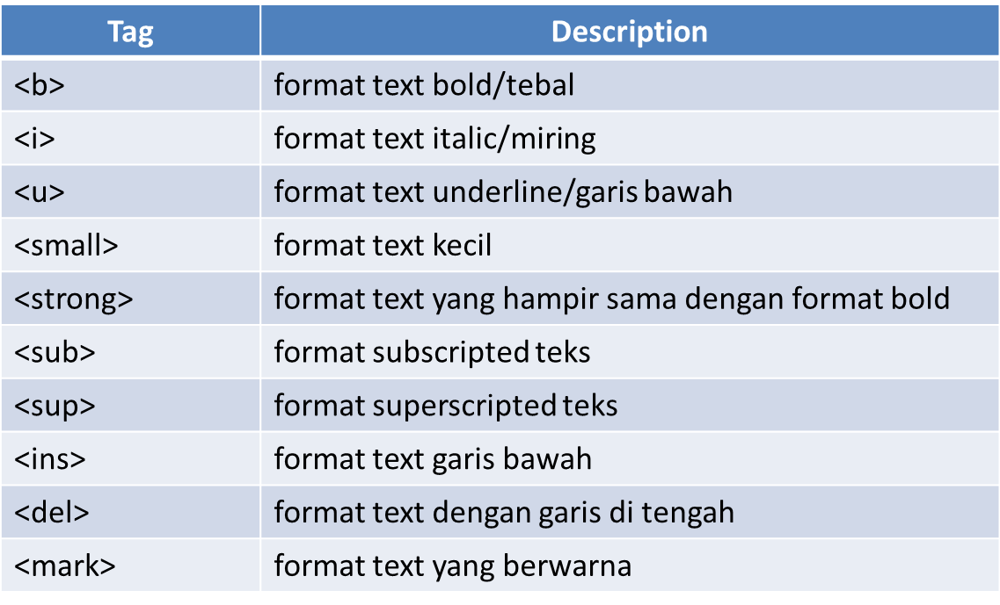 Tag Description
<b> format text bold/tebal
<i> format text italic/miring
<u> format text underline/garis bawah
<small> format text kecil
<strong> format text yang hampir sama dengan format bold
<sub> format subscripted teks
<sup> format superscripted teks
<ins> format text garis bawah
<del> format text dengan garis di tengah
<mark> format text yang berwarna